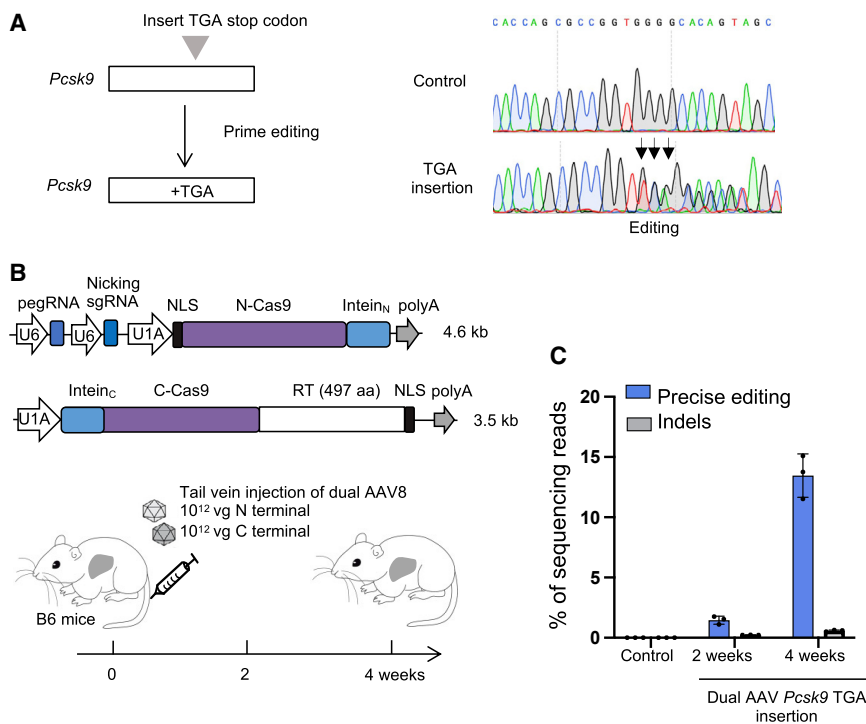 A
Insert TGA stop codon
Pcsk9
Prime editing
Pcsk9
+TGA
CACCAGCGCCGGTGGGGCACAGTAGC
Control
TGA
insertion
Editing
B
pegRNA
Nicking
sgRNA
NLS
N-Cas9
InteinN
polyA
U6
U6
U1A
4.6 kb
InteinC
C-Cas9
RT (497 aa)
NLS
polyA
U1A
3.5 kb
Tail vein injection of dual AAV8
10¹² vg N terminal
10¹² vg C terminal
B6 mice
0
2
4 weeks
C
Precise editing
Indels
% of sequencing reads
20
15
10
5
0
Control
2 weeks
4 weeks
Dual AAV Pcsk9 TGA
insertion